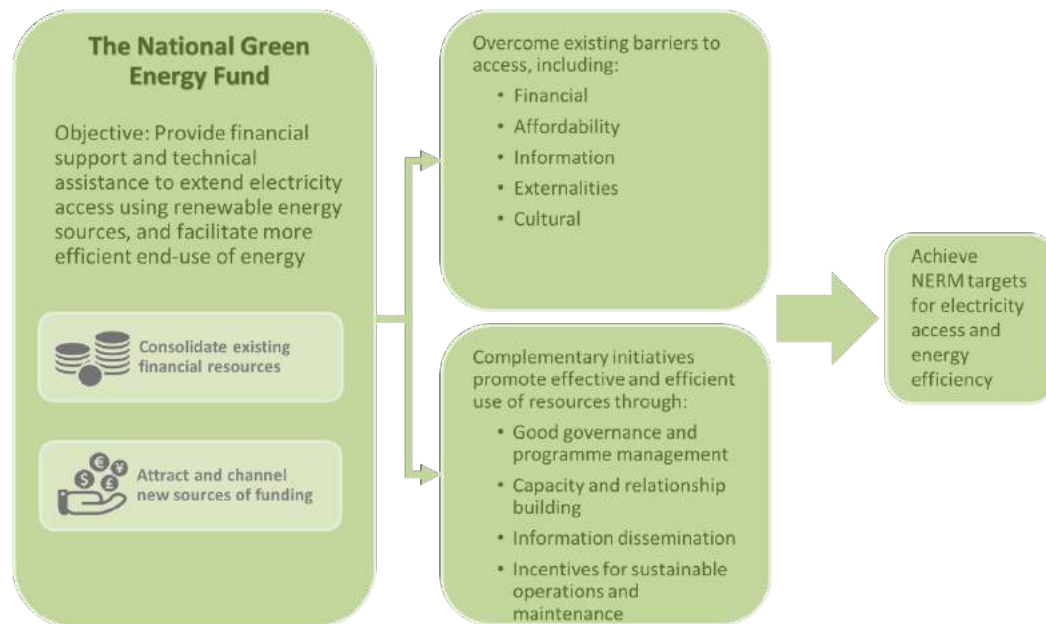 The National Green
Energy Fund
Objective: Provide financial
support and technical
assistance to extend electricity
access using renewable energy
sources, and facilitate more
efficient end-use of energy
Consolidate existing
financial resources
€ ¥
$ £
Attract and channel
new sources of funding
Overcome existing barriers to
access, including:
• Financial
• Affordability
• Information
• Externalities
• Cultural
Complementary initiatives
promote effective and efficient
use of resources through:
• Good governance and
programme management
• Capacity and relationship
building
• Information dissemination
• Incentives for sustainable
operations and
maintenance
Achieve
NERM targets
for electricity
access and
energy
efficiency